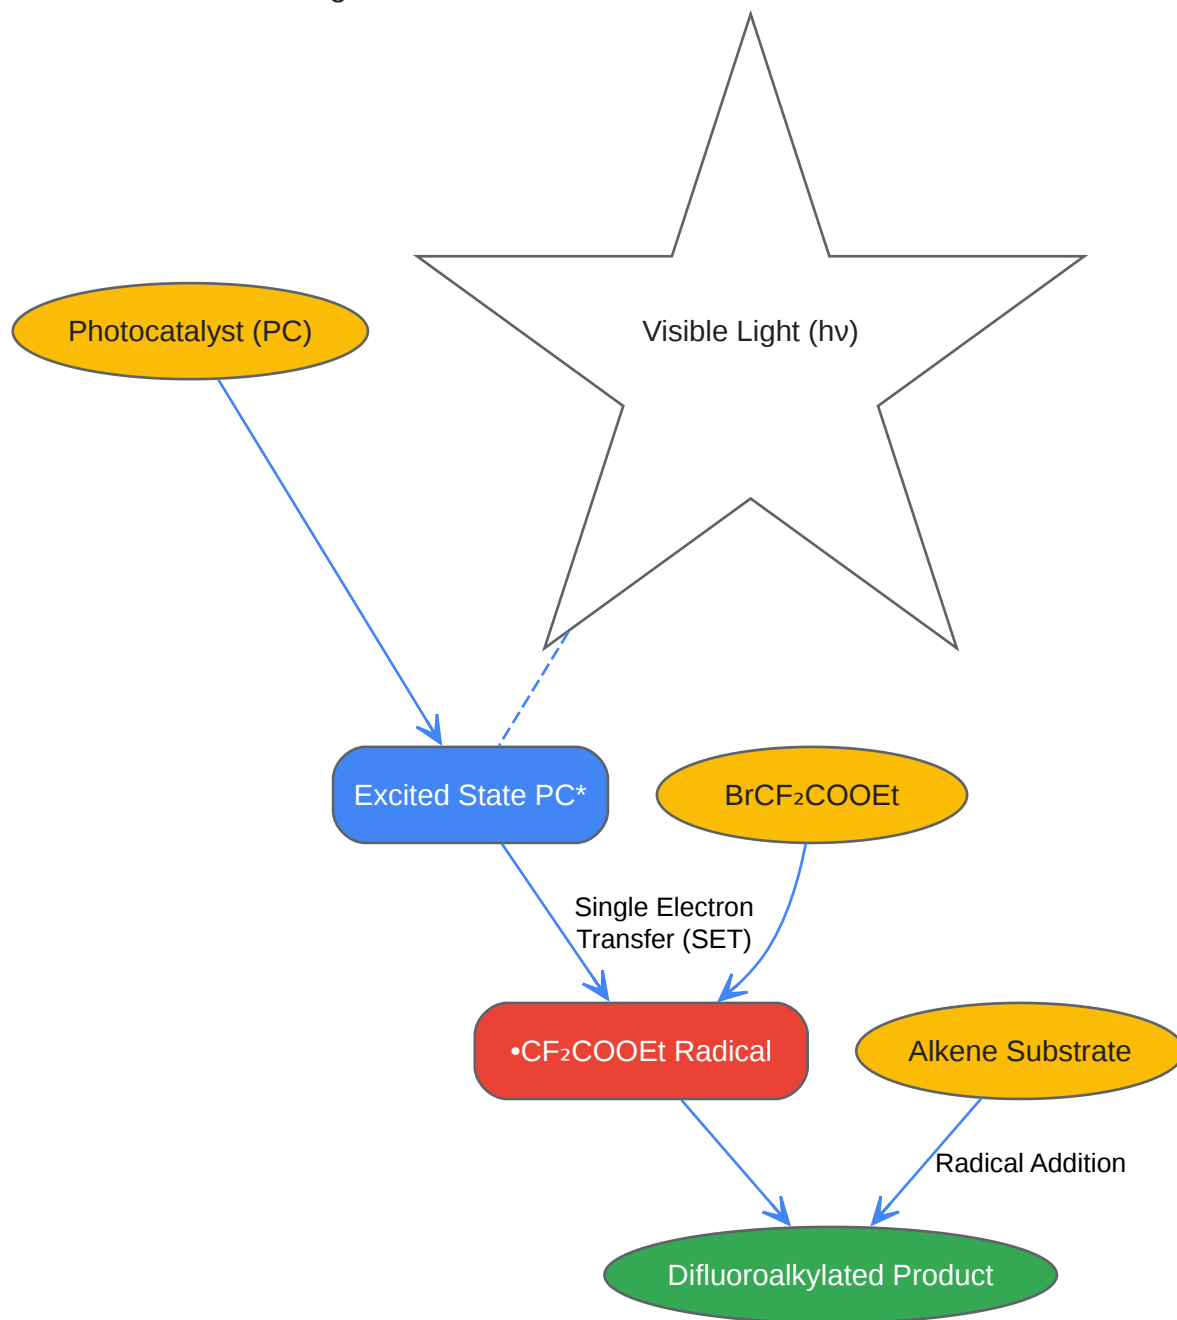 Photocatalyst (PC)
Visible Light (hν)
Excited State PC*
BrCF₂COOEt
Single Electron
Transfer (SET)
•CF₂COOEt Radical
Alkene Substrate
Radical Addition
Difluoroalkylated Product